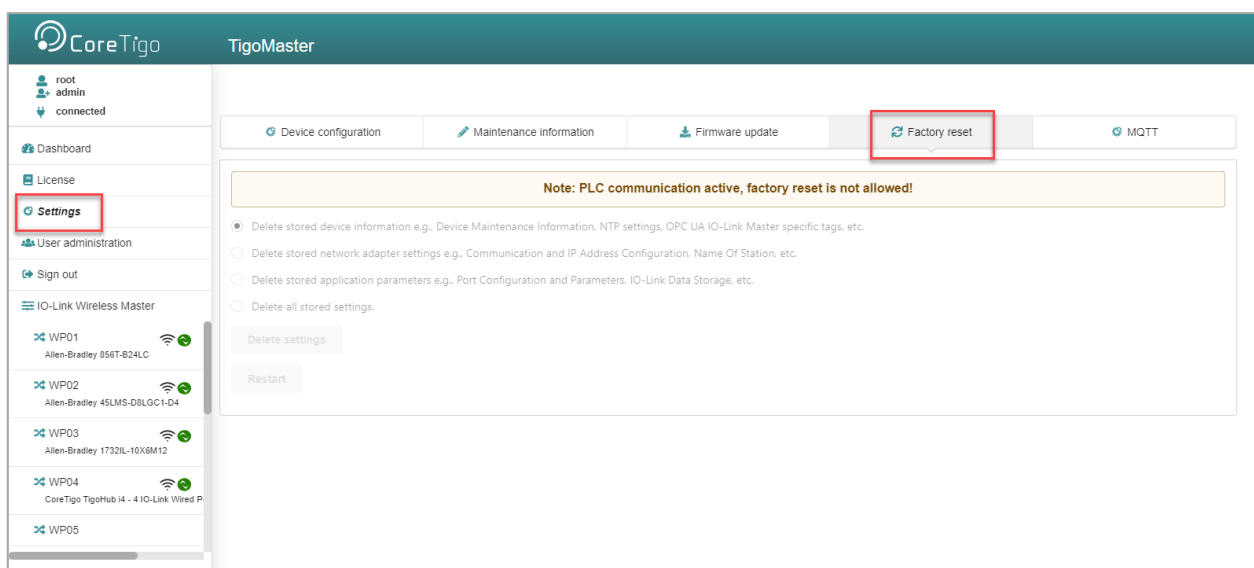 CoreTigo
TigoMaster
root
admin
connected
Dashboard
License
Settings
User administration
Sign out
IO-Link Wireless Master
WP01
Allen-Bradley 856T-B24LC
WP02
Allen-Bradley 45LMS-D8LGC1-D4
WP03
Allen-Bradley 1732IL-10X6M12
WP04
CoreTigo TigoHub i4 - 4 IO-Link Wired P
WP05
Device configuration
Maintenance information
Firmware update
Factory reset
MQTT
Note: PLC communication active, factory reset is not allowed!
Delete stored device information e.g., Device Maintenance Information, NTP settings, OPC UA IO-Link Master specific tags, etc.
Delete stored network adapter settings e.g., Communication and IP Address Configuration, Name Of Station, etc.
Delete stored application parameters e.g., Port Configuration and Parameters, IO-Link Data Storage, etc.
Delete all stored settings.
Delete settings
Restart